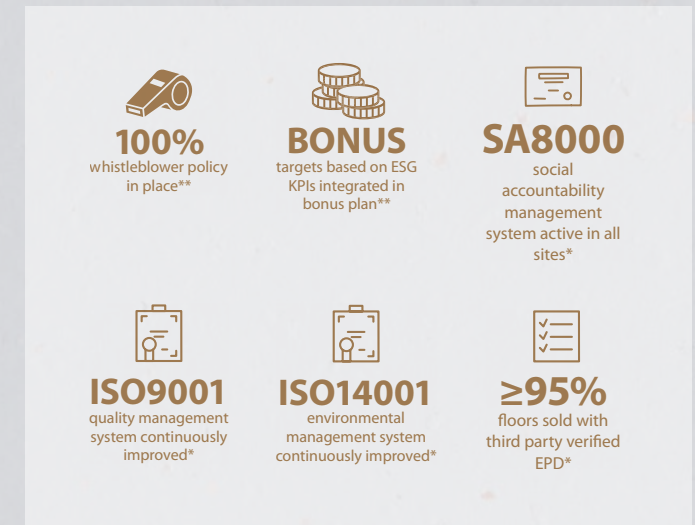 100%
whistleblower policy
in place**
BONUS
targets based on ESG
KPIs integrated in
bonus plan**
SA8000
social
accountability
management
system active in all
sites*
ISO9001
quality management
system continuously
improved*
ISO14001
environmental
management system
continuously improved*
≥95%
floors sold with
third party verified
EPD*